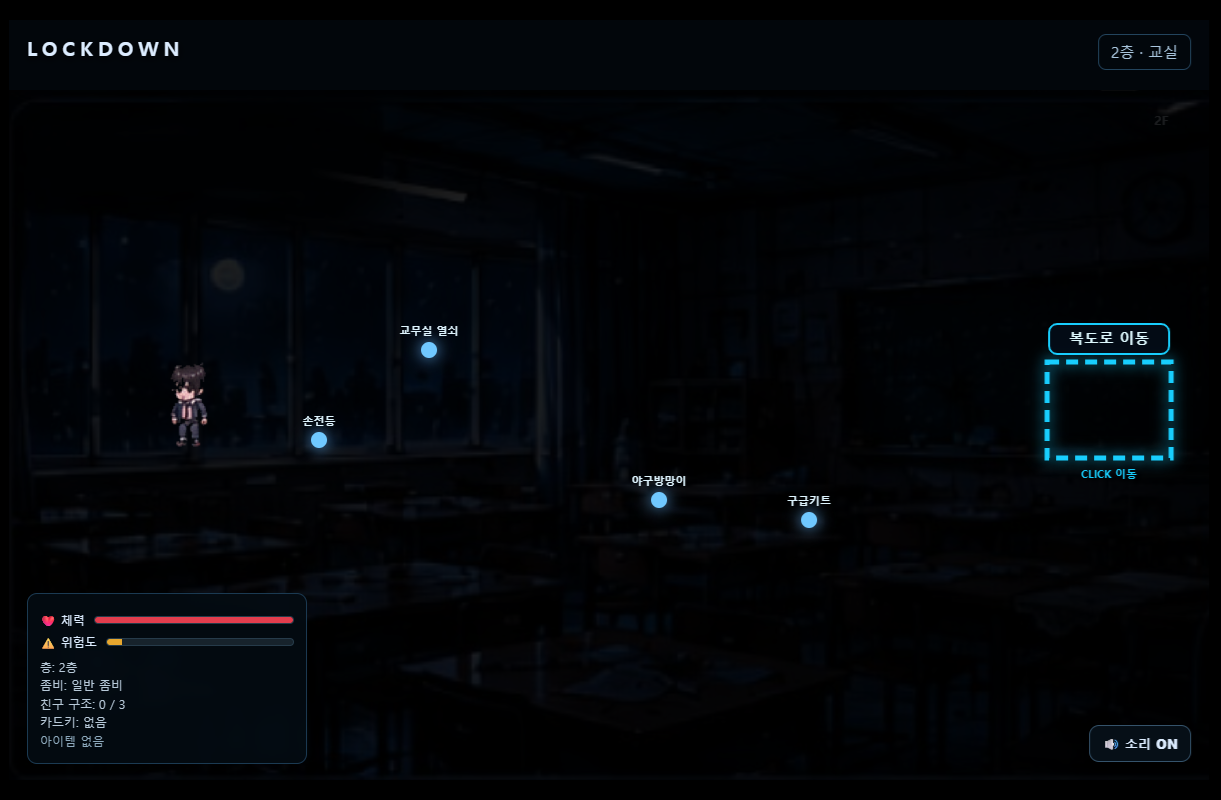 LOCKDOWN
2층 · 교실
2F
교무실 열쇠
복도로 이동
손전등
CLICK 이동
야구방망이
구급키트
체력
위험도
층: 2층
좀비: 일반 좀비
친구 구조: 0 / 3
카드키: 없음
아이템 없음
소리 ON